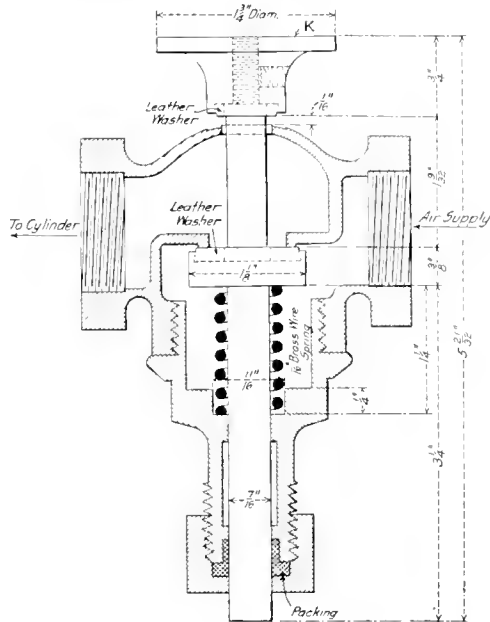 1 3/4" Diam.
K
Leather
Washer
1/16"
3/4"
To Cylinder
Leather
Washer
Air Supply
1 9/32"
1 1/8"
3/8"
5 21/32"
1/16" Brass Wire
Spring
11/16"
1/4"
1 1/4"
3 1/4"
7/16"
Packing